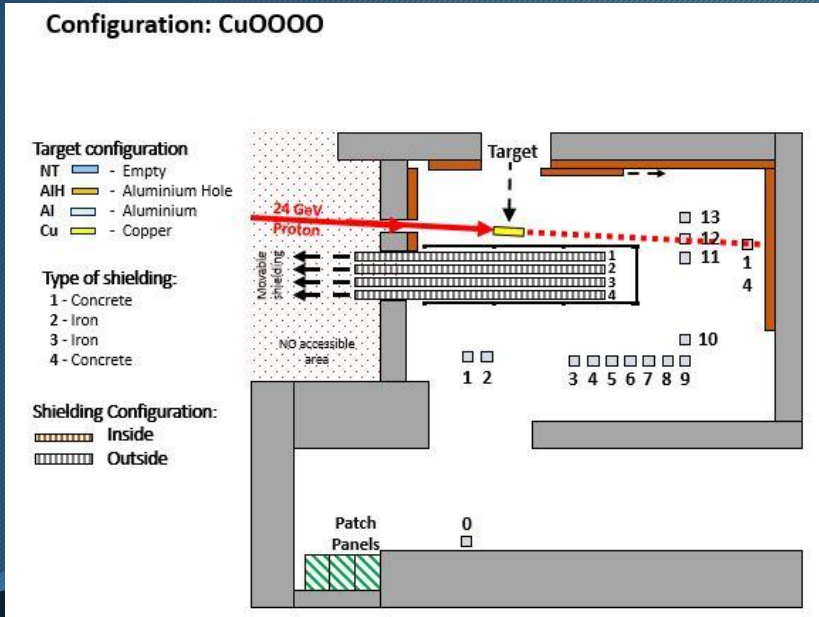 Configuration: CuOOOO
Target configuration
NT - Empty
AlH - Aluminium Hole
Al - Aluminium
Cu - Copper
Type of shielding:
1 - Concrete
2 - Iron
3 - Iron
4 - Concrete
Shielding Configuration:
Inside
Outside
Target
24 GeV
Proton
Movable
shielding
1
2
3
4
NO accessible
area
13
12
11
1
4
10
1 2 3 4 5 6 7 8 9
Patch
Panels
0